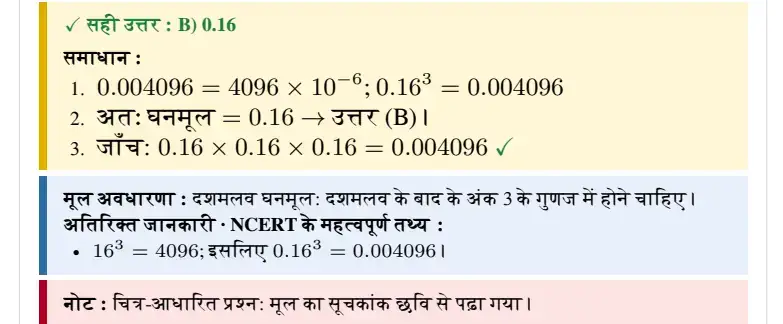 ✓ सही उत्तर : B) 0.16
समाधान :
1. 0.004096 = 4096 × 10⁻⁶; 0.16³ = 0.004096
2. अतः घनमूल = 0.16 → उत्तर (B)।
3. जाँच: 0.16 × 0.16 × 0.16 = 0.004096 ✓
मूल अवधारणा : दशमलव घनमूल: दशमलव के बाद के अंक 3 के गुणज में होने चाहिए।
अतिरिक्त जानकारी · NCERT के महत्वपूर्ण तथ्य :
• 16³ = 4096; इसलिए 0.16³ = 0.004096।
नोट : चित्र-आधारित प्रश्न: मूल का सूचकांक छवि से पढ़ा गया।